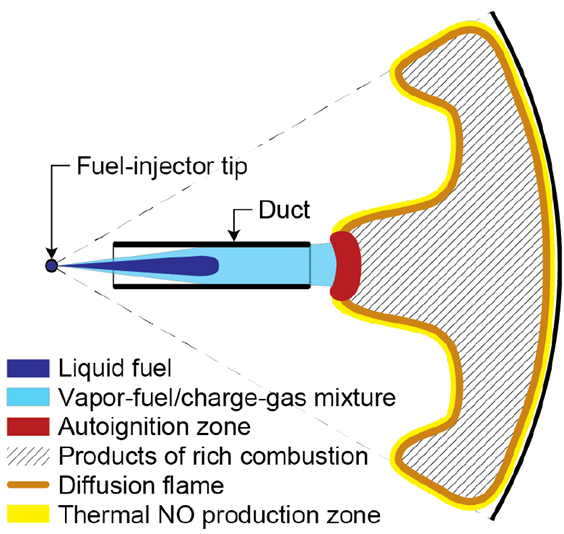 Fuel-injector tip
Duct
Liquid fuel
Vapor-fuel/charge-gas mixture
Autoignition zone
Products of rich combustion
Diffusion flame
Thermal NO production zone